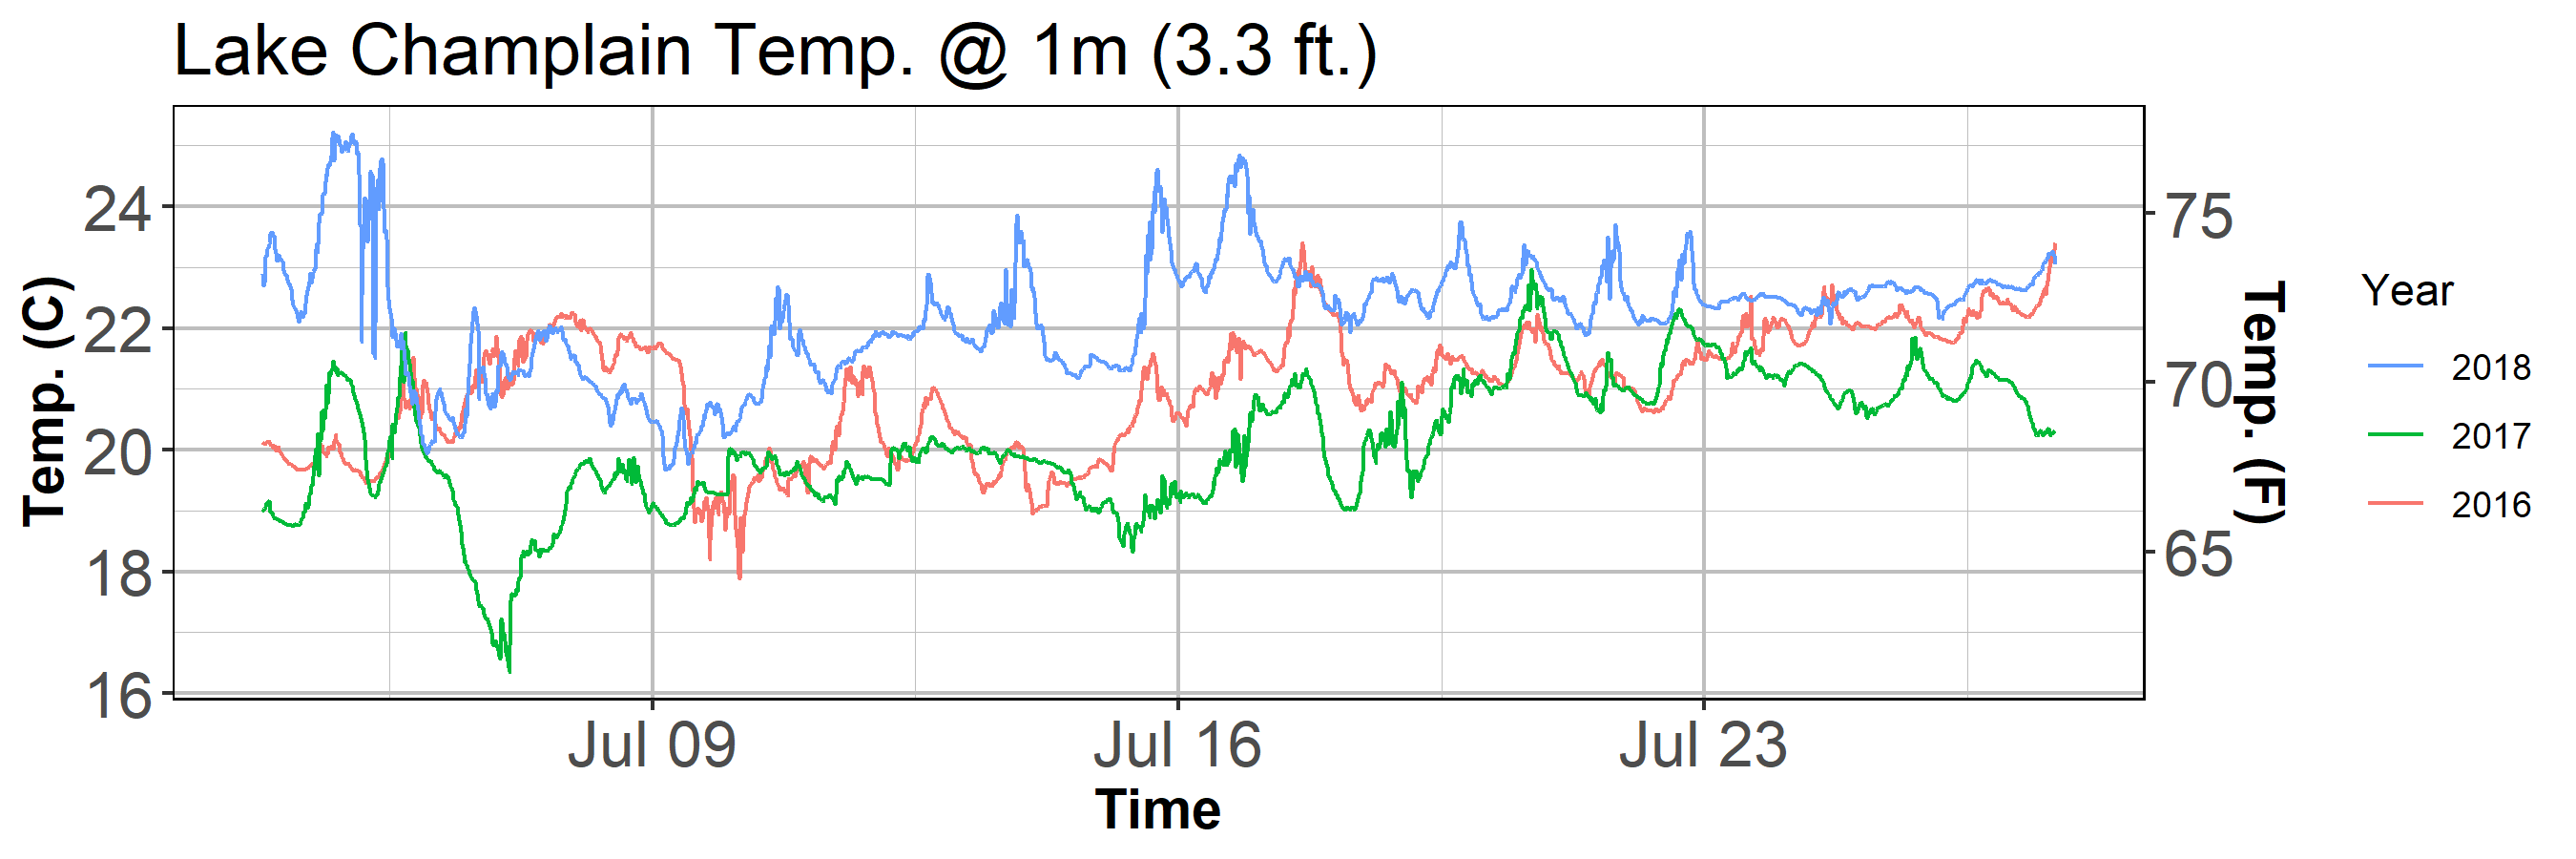 Lake Champlain Temp. @ 1m (3.3 ft.)
Temp. (C)
24
22
20
18
16
75
70
65
Temp. (F)
Jul 09
Jul 16
Jul 23
Time
Year
2018
2017
2016